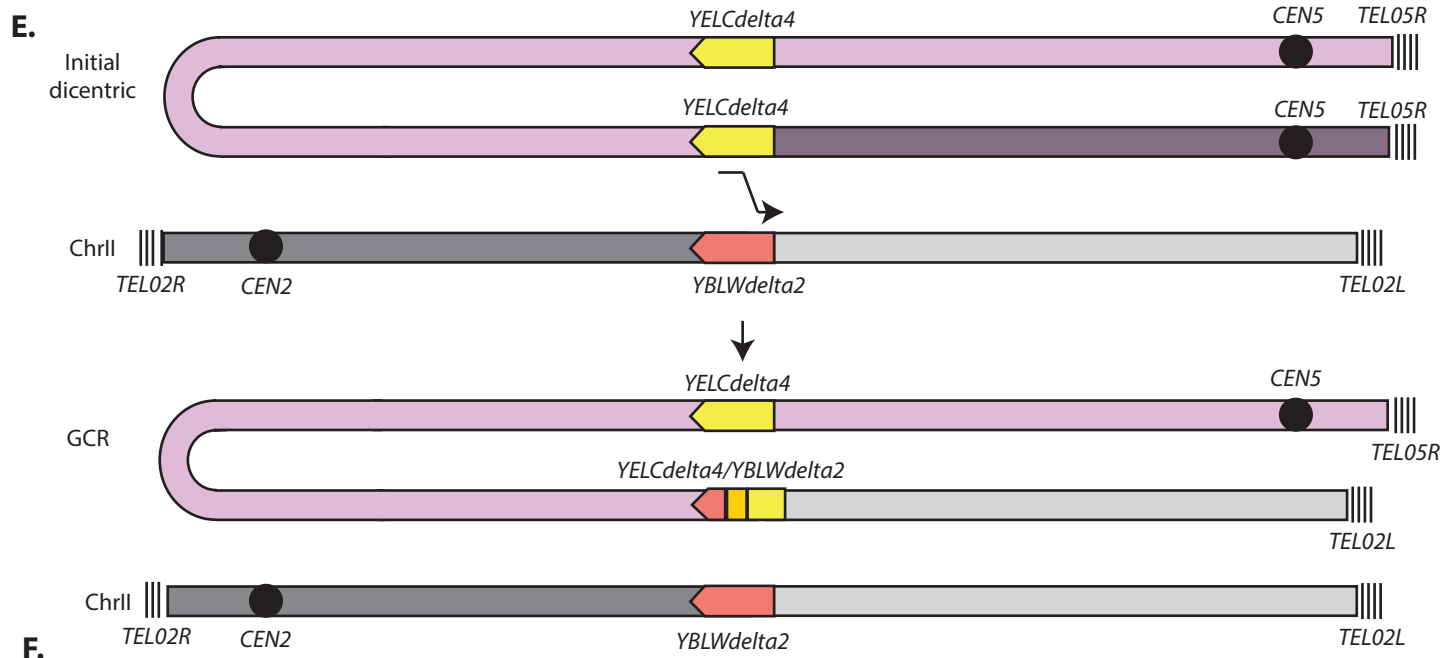 E.
YELCdelta4
CEN5
TEL05R
Initial
dicentric
YELCdelta4
CEN5
TEL05R
ChrII
TEL02R
CEN2
YBLWdelta2
TEL02L
YELCdelta4
CEN5
GCR
TEL05R
YELCdelta4/YBLWdelta2
TEL02L
ChrII
TEL02R
CEN2
YBLWdelta2
TEL02L
F.